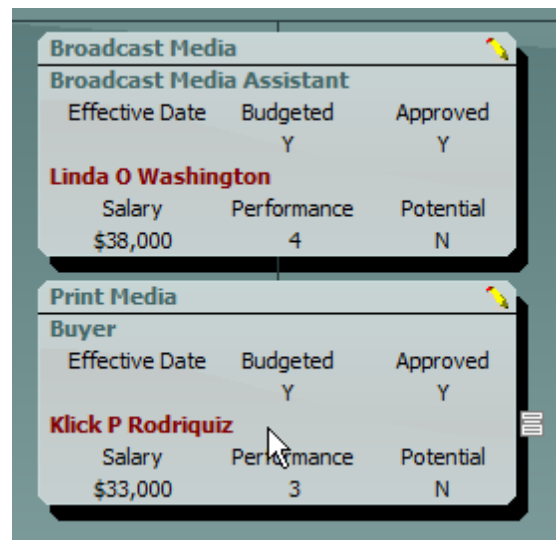 Broadcast Media
Broadcast Media Assistant
Effective Date Budgeted Approved
Y Y
Linda O Washington
Salary Performance Potential
$38,000 4 N
Print Media
Buyer
Effective Date Budgeted Approved
Y Y
Klick P Rodriquiz
Salary Performance Potential
$33,000 3 N